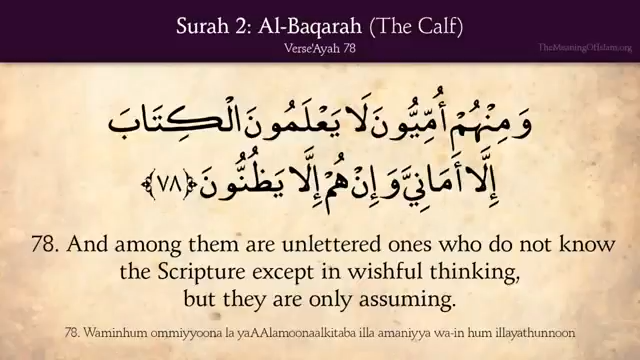 Surah 2: Al-Baqarah (The Calf)
Verse'Ayah 78
TheMeaningOfIslam.org
وَمِنْهُمْ أُمِّيُّونَ لَا يَعْلَمُونَ الْكِتَابَ
إِلَّا أَمَانِيَّ وَإِنْ هُمْ إِلَّا يَظُنُّونَ ﴿٧٨﴾
78. And among them are unlettered ones who do not know
the Scripture except in wishful thinking,
but they are only assuming.
78. Waminhum ommiyyoona la yaAAlamoonaalkitaba illa amaniyya wa-in hum illayathunnoon